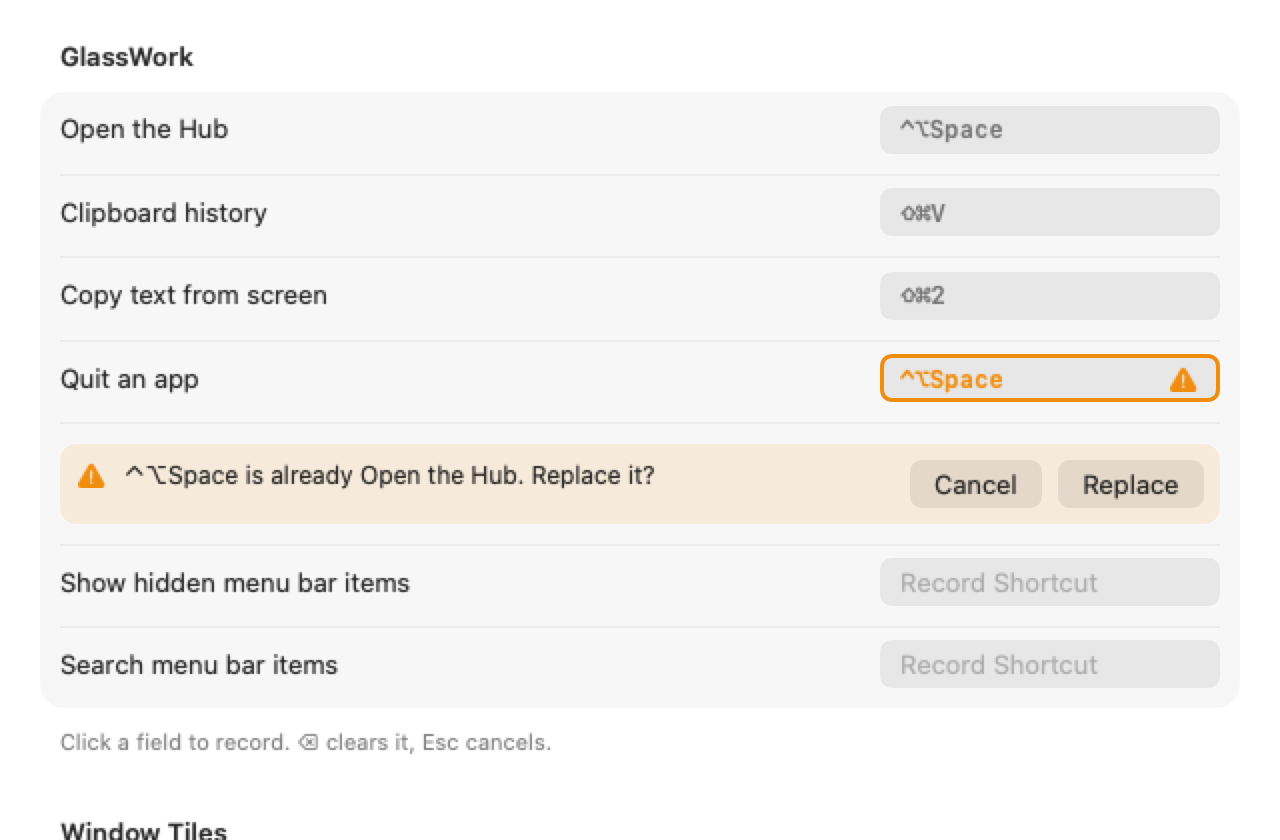 GlassWork
Open the Hub ^⌥Space
Clipboard history ⇧⌘V
Copy text from screen ⇧⌘2
Quit an app ^⌥Space
^⌥Space is already Open the Hub. Replace it? Cancel Replace
Show hidden menu bar items Record Shortcut
Search menu bar items Record Shortcut
Click a field to record. ⌫ clears it, Esc cancels.
Window Tiles